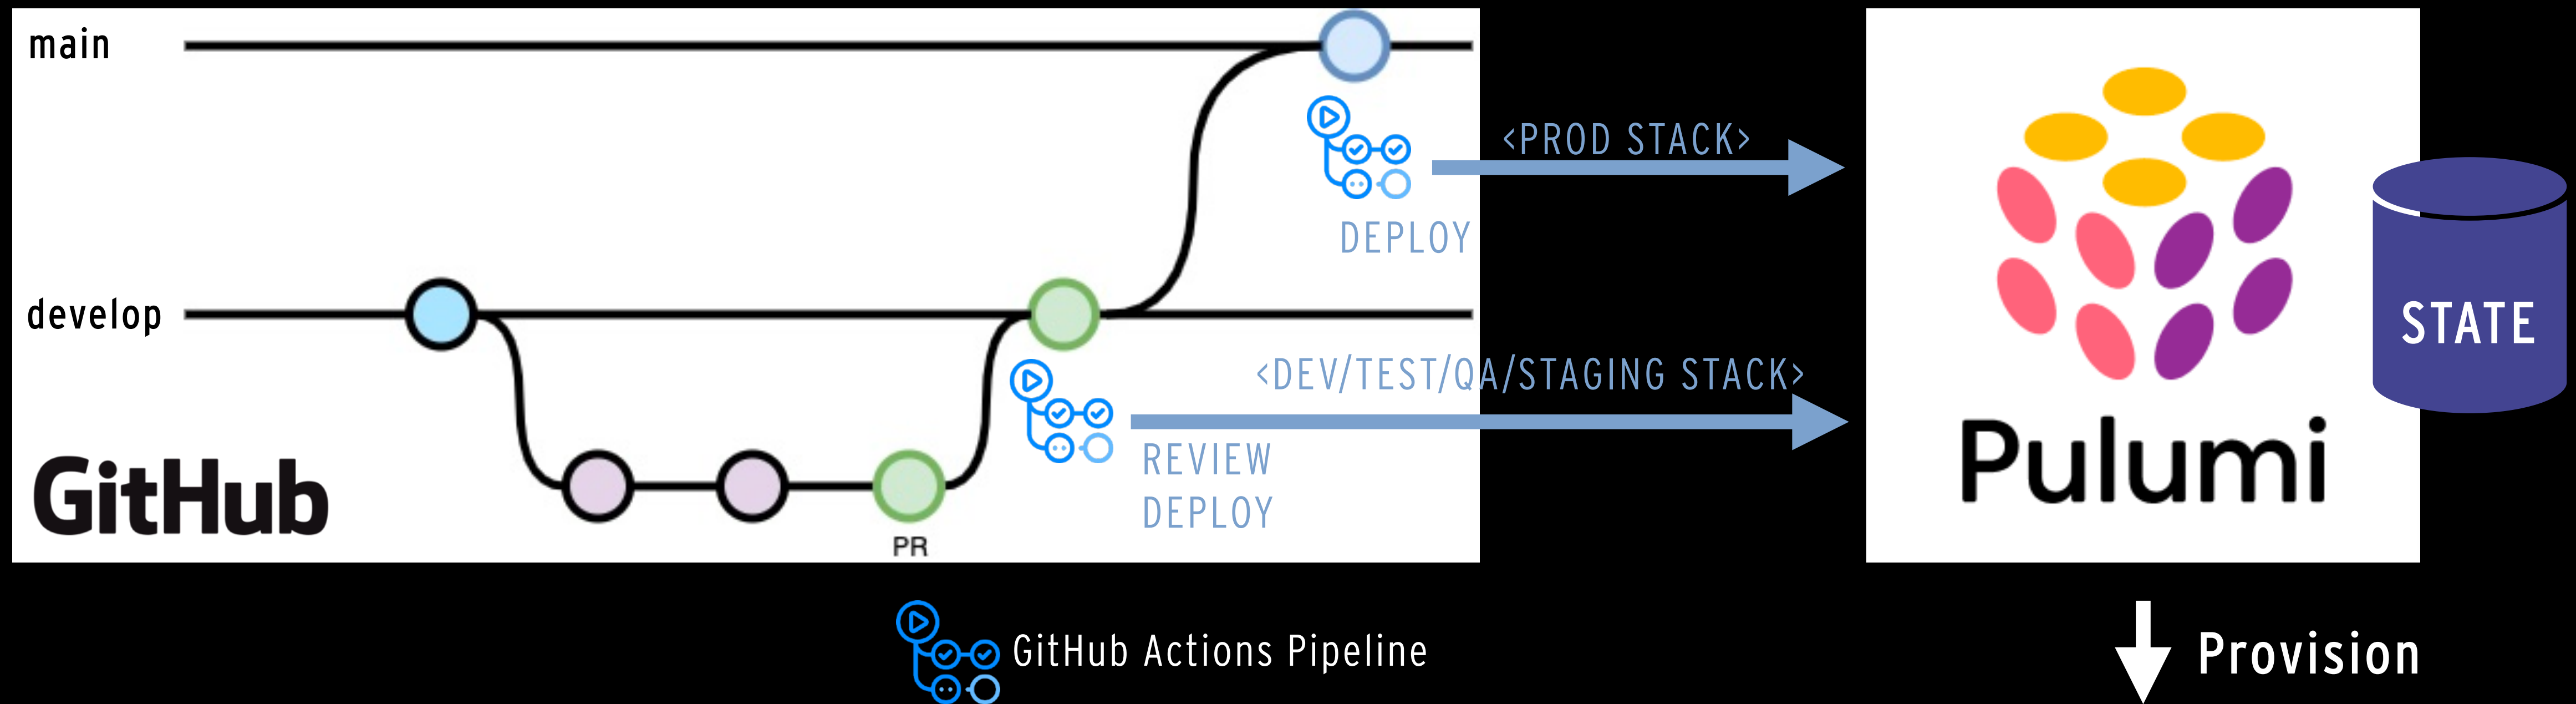 main
<PROD STACK>
DEPLOY
develop
STATE
<DEV/TEST/QA/STAGING STACK>
REVIEW
DEPLOY
GitHub
PR
Pulumi
GitHub Actions Pipeline
Provision